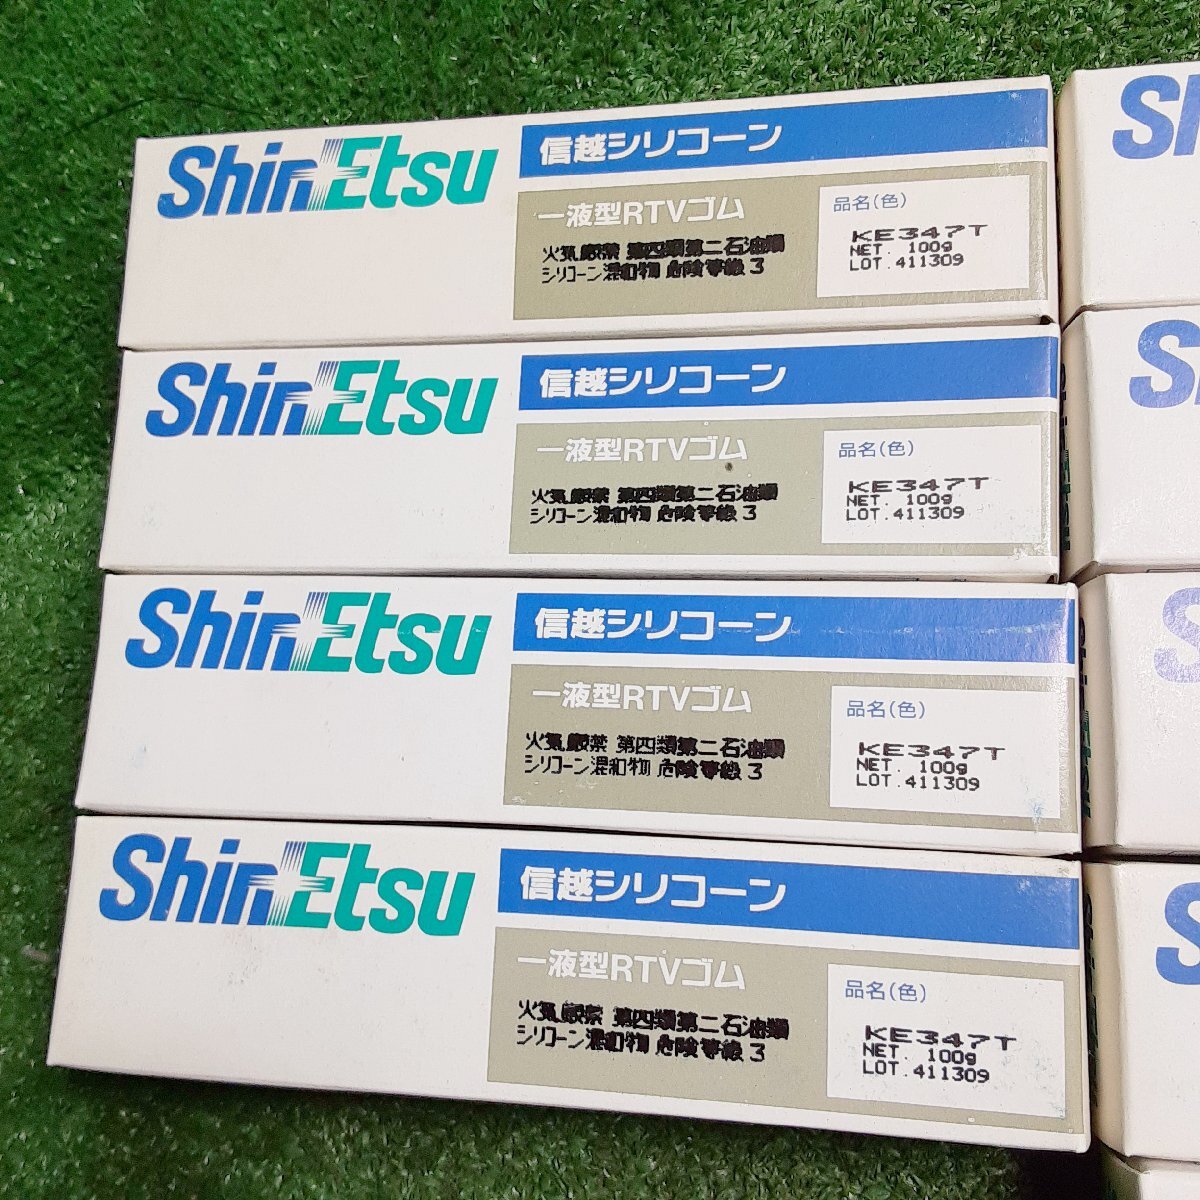 ShinEtsu
信越シリコーン
一液型RTVゴム
火気厳禁 第四類第二石油類
シリコーン混和物 危険等級 3
品名(色)
KE347T
NET. 100g
LOT.411309
ShinEtsu
信越シリコーン
一液型RTVゴム
火気厳禁 第四類第二石油類
シリコーン混和物 危険等級 3
品名(色)
KE347T
NET. 100g
LOT.411309
ShinEtsu
信越シリコーン
一液型RTVゴム
火気厳禁 第四類第二石油類
シリコーン混和物 危険等級 3
品名(色)
KE347T
NET. 100g
LOT.411309
ShinEtsu
信越シリコーン
一液型RTVゴム
火気厳禁 第四類第二石油類
シリコーン混和物 危険等級 3
品名(色)
KE347T
NET. 100g
LOT.411309